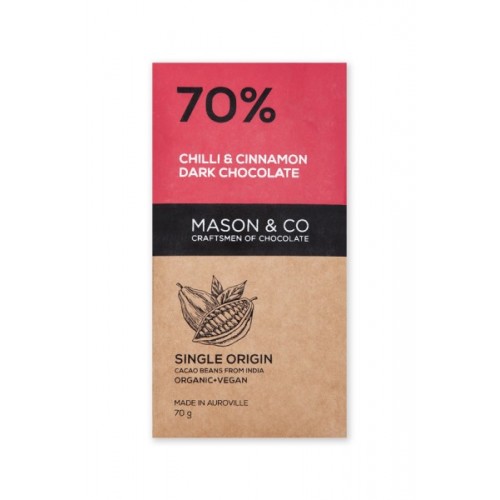 70%
CHILLI & CINNAMON
DARK CHOCOLATE
MASON & CO
CRAFTSMEN OF CHOCOLATE
SINGLE ORIGIN
CACAO BEANS FROM INDIA
ORGANIC+VEGAN
MADE IN AUROVILLE
70 g